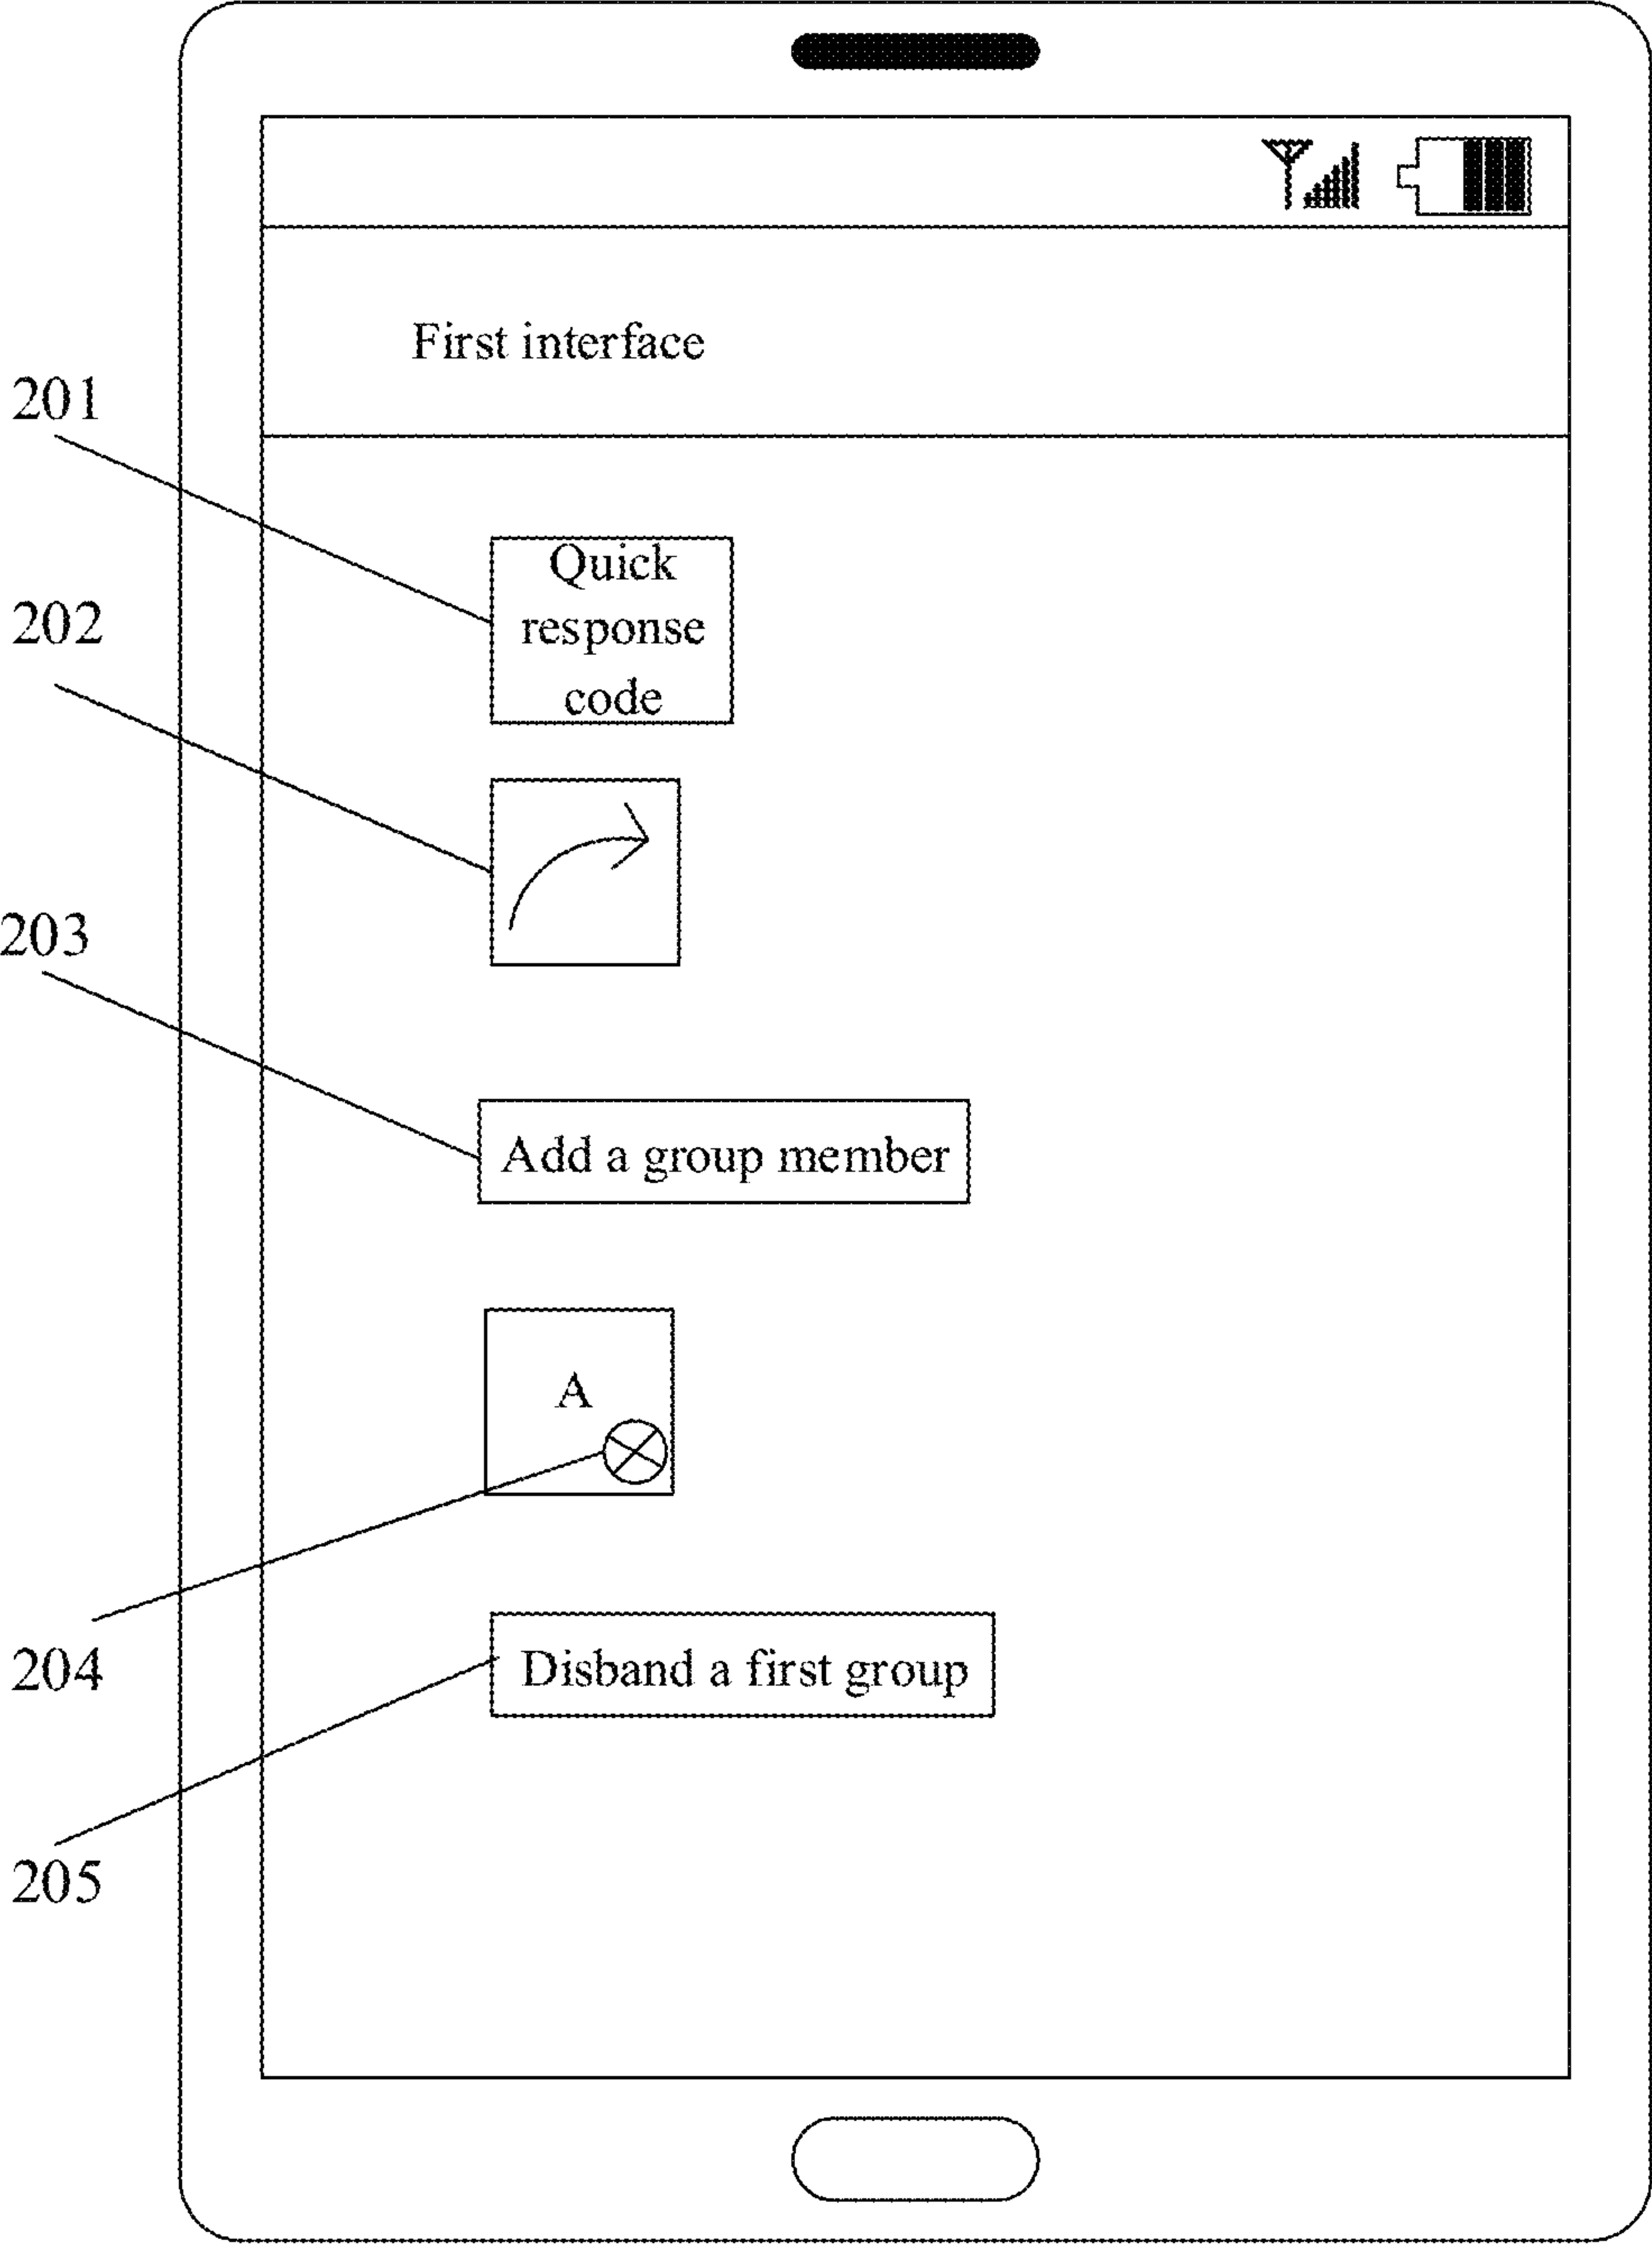 First interface
201
Quick
response
code
202
203
Add a group member
A
204
Disband a first group
205